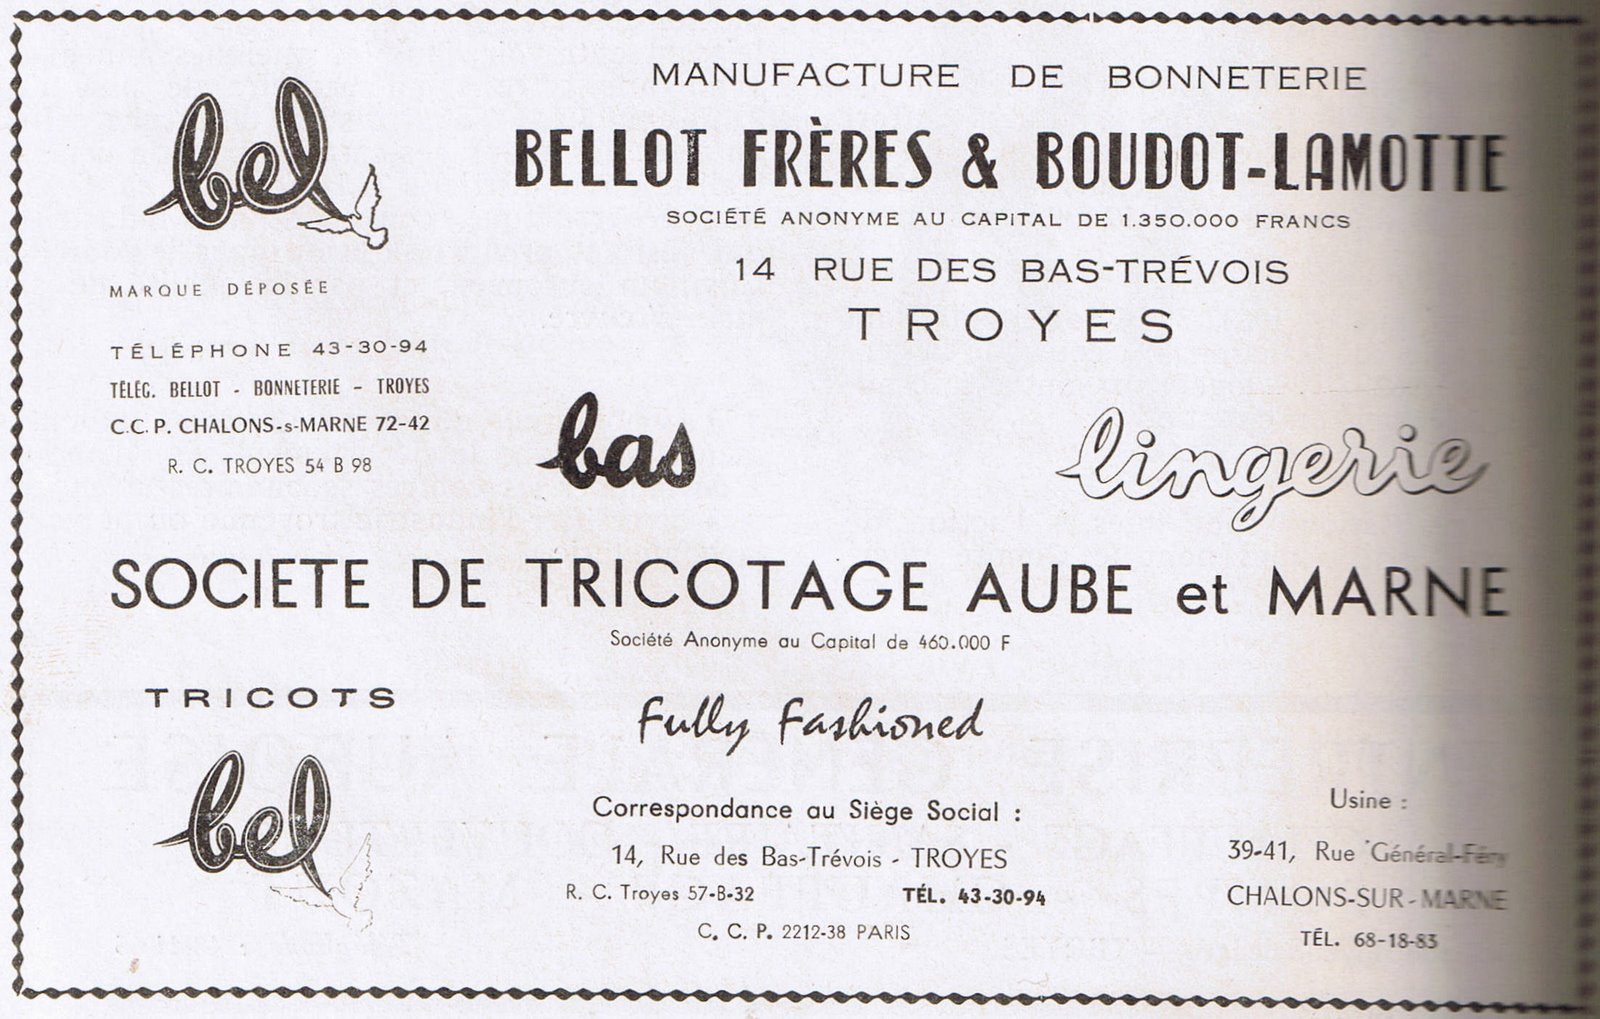 bel
MARQUE DÉPOSÉE
TÉLÉPHONE 43-30-94
TÉLÉG. BELLOT - BONNETERIE - TROYES
C.C.P. CHALONS-s-MARNE 72-42
R. C. TROYES 54 B 98
MANUFACTURE DE BONNETERIE
BELLOT FRÈRES & BOUDOT-LAMOTTE
SOCIÉTÉ ANONYME AU CAPITAL DE 1.350.000 FRANCS
14 RUE DES BAS-TRÉVOIS
TROYES
bas
lingerie
SOCIETE DE TRICOTAGE AUBE et MARNE
Société Anonyme au Capital de 460.000 F
TRICOTS
bel
Fully Fashioned
Correspondance au Siège Social :
14, Rue des Bas-Trévois - TROYES
R. C. Troyes 57-B-32 TÉL. 43-30-94
C. C. P. 2212-38 PARIS
Usine :
39-41, Rue Général-Féry
CHALONS-SUR-MARNE
TÉL. 68-18-83